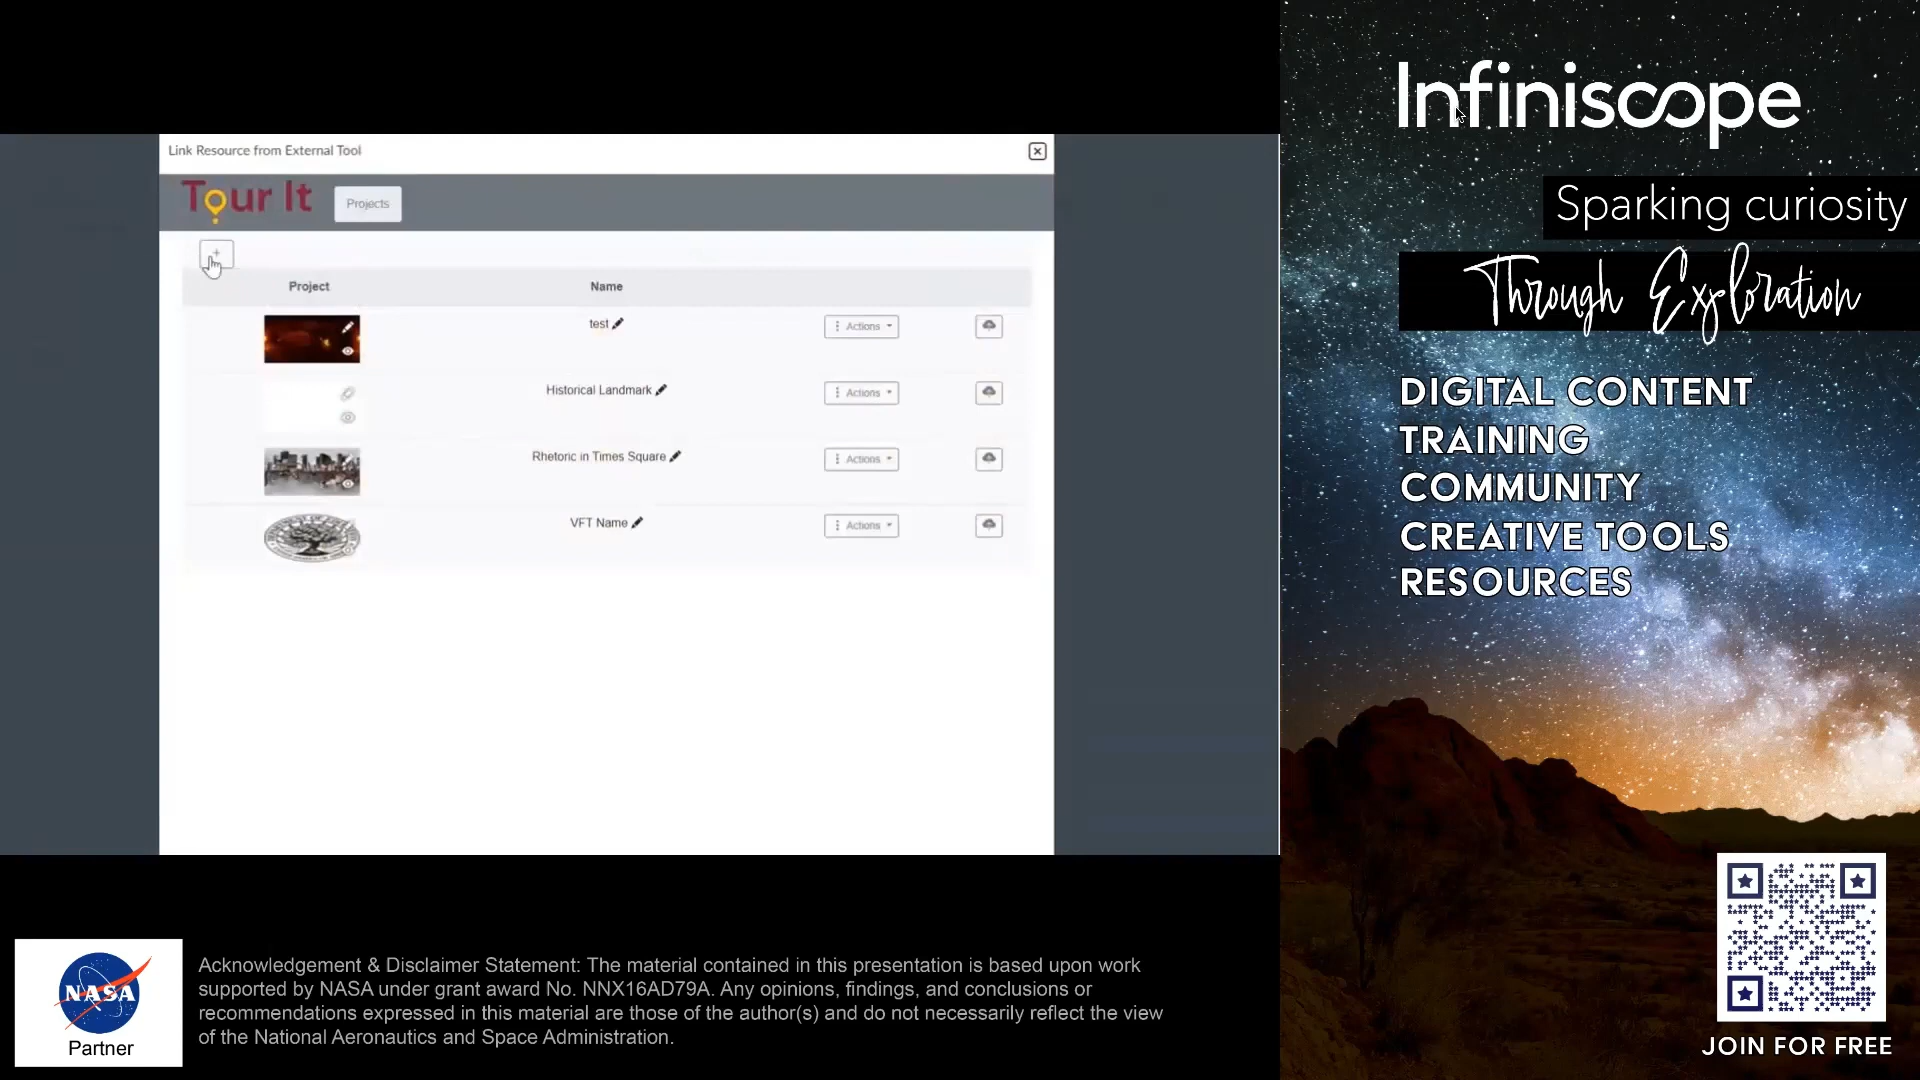 Link Resource from External Tool
Tour It
Projects
+
Project
Name
test
Actions
Historical Landmark
Actions
Rhetoric in Times Square
Actions
VFT Name
Actions
Infiniscope
Sparking curiosity
Through Exploration
DIGITAL CONTENT
TRAINING
COMMUNITY
CREATIVE TOOLS
RESOURCES
JOIN FOR FREE
NASA
Partner
Acknowledgement & Disclaimer Statement: The material contained in this presentation is based upon work
supported by NASA under grant award No. NNX16AD79A. Any opinions, findings, and conclusions or
recommendations expressed in this material are those of the author(s) and do not necessarily reflect the view
of the National Aeronautics and Space Administration.